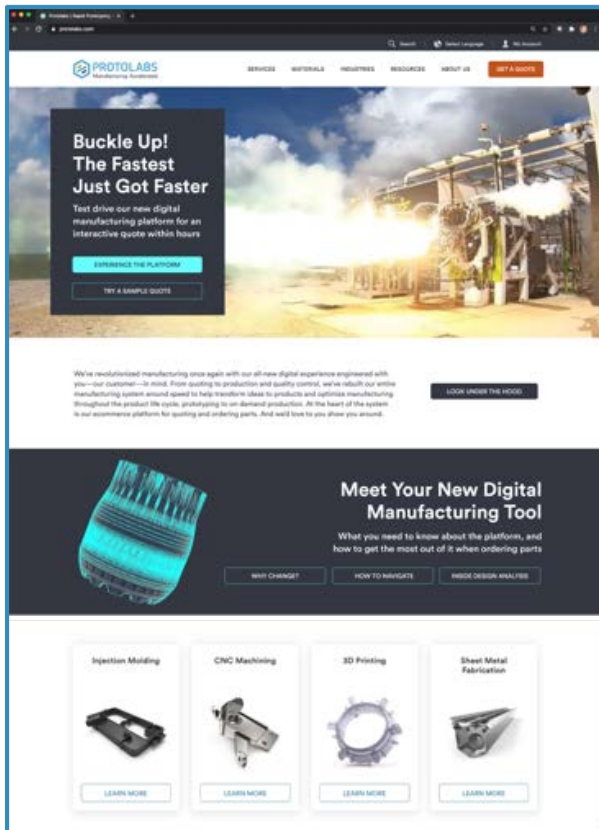 Protolabs | Rapid Prototyping
protolabs.com
Search
Select Language
My Account
PROTOLABS
Manufacturing. Accelerated.
SERVICES
MATERIALS
INDUSTRIES
RESOURCES
ABOUT US
GET A QUOTE
Buckle Up!
The Fastest
Just Got Faster
Test drive our new digital
manufacturing platform for an
interactive quote within hours
EXPERIENCE THE PLATFORM
TRY A SAMPLE QUOTE
We've revolutionized manufacturing once again with our all-new digital experience engineered with
you—our customer—in mind. From quoting to production and quality control, we've rebuilt our entire
manufacturing system around speed to help transform ideas to products and optimize manufacturing
throughout the product life cycle, prototyping to on demand production. At the heart of the system
is our ecommerce platform for quoting and ordering parts. And we'd love to you show you around.
LOOK UNDER THE HOOD
Meet Your New Digital
Manufacturing Tool
What you need to know about the platform, and
how to get the most out of it when ordering parts
WHY CHANGE?
HOW TO NAVIGATE
INSIDE DESIGN ANALYSIS
Injection Molding
CNC Machining
3D Printing
Sheet Metal
Fabrication
LEARN MORE
LEARN MORE
LEARN MORE
LEARN MORE